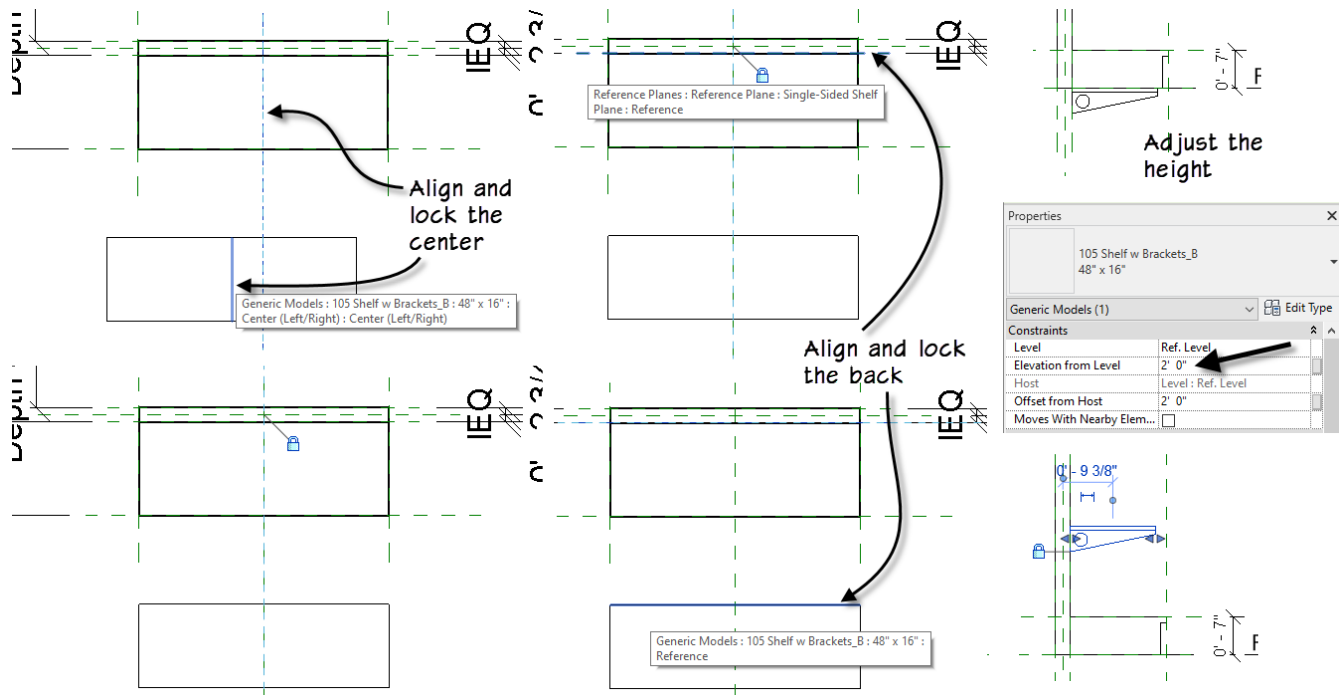 Depth
IEQ
Align and
lock the
center
Generic Models : 105 Shelf w Brackets_B : 48" x 16" :
Center (Left/Right) : Center (Left/Right)
Depth
IEQ
IEQ
Reference Planes : Reference Plane : Single-Sided Shelf
Plane : Reference
Align and lock
the back
IEQ
Generic Models : 105 Shelf w Brackets_B : 48" x 16" :
Reference
0' - 7"
F
Adjust the
height
Properties
105 Shelf w Brackets_B
48" x 16"
Generic Models (1)
Edit Type
Constraints
Level Ref. Level
Elevation from Level 2' 0"
Host Level : Ref. Level
Offset from Host 2' 0"
Moves With Nearby Elem...
0' - 9 3/8"
0' - 7"
F